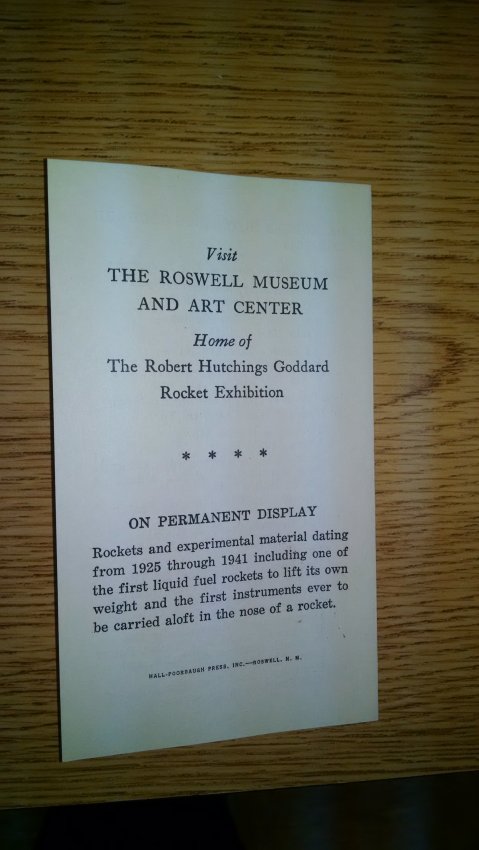 Visit
THE ROSWELL MUSEUM
AND ART CENTER
Home of
The Robert Hutchings Goddard
Rocket Exhibition
* * * *
ON PERMANENT DISPLAY
Rockets and experimental material dating
from 1925 through 1941 including one of
the first liquid fuel rockets to lift its own
weight and the first instruments ever to
be carried aloft in the nose of a rocket.
HALL-POORBAUGH PRESS, INC.—ROSWELL, N. M.